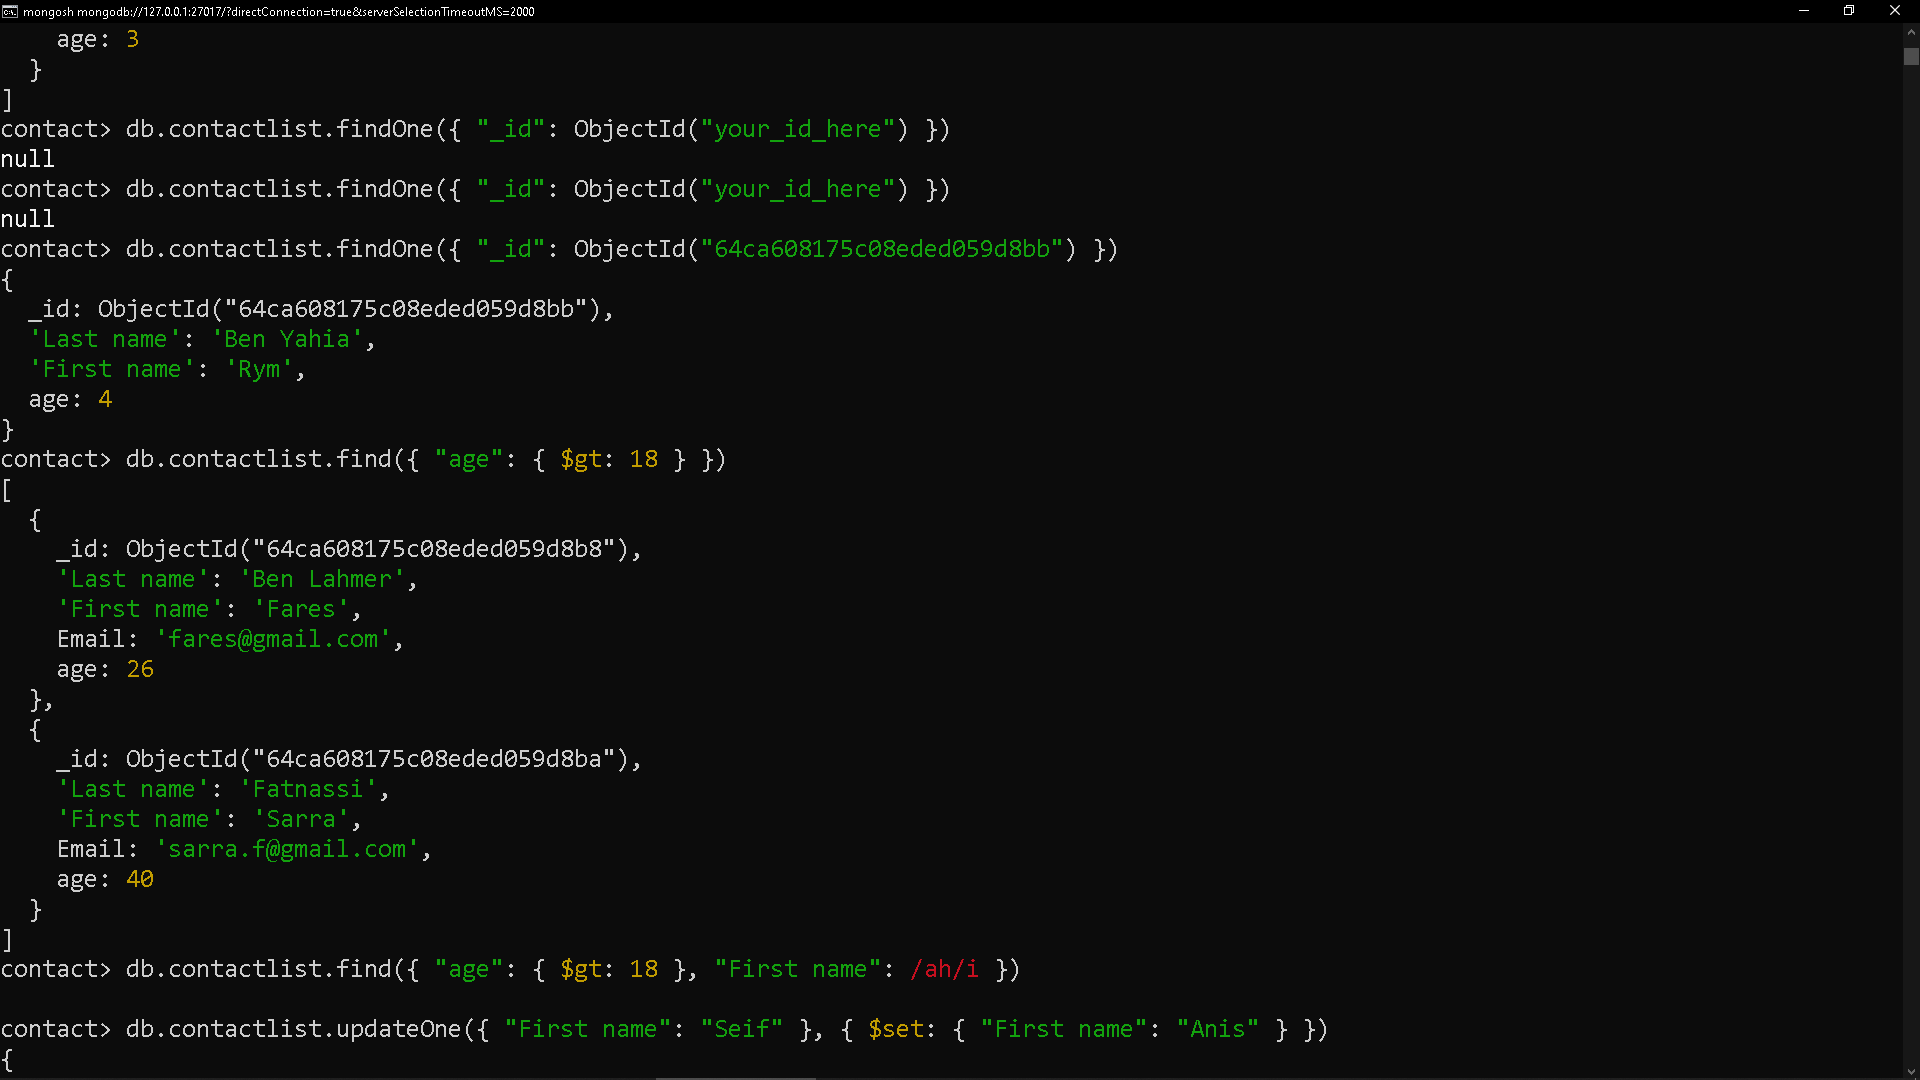 mongosh mongodb://127.0.0.1:27017/?directConnection=true&serverSelectionTimeoutMS=2000
    age: 3
  }
]
contact> db.contactlist.findOne({ "_id": ObjectId("your_id_here") })
null
contact> db.contactlist.findOne({ "_id": ObjectId("your_id_here") })
null
contact> db.contactlist.findOne({ "_id": ObjectId("64ca608175c08eded059d8bb") })
{
  _id: ObjectId("64ca608175c08eded059d8bb"),
  'Last name': 'Ben Yahia',
  'First name': 'Rym',
  age: 4
}
contact> db.contactlist.find({ "age": { $gt: 18 } })
[
  {
    _id: ObjectId("64ca608175c08eded059d8b8"),
    'Last name': 'Ben Lahmer',
    'First name': 'Fares',
    Email: 'fares@gmail.com',
    age: 26
  },
  {
    _id: ObjectId("64ca608175c08eded059d8ba"),
    'Last name': 'Fatnassi',
    'First name': 'Sarra',
    Email: 'sarra.f@gmail.com',
    age: 40
  }
]
contact> db.contactlist.find({ "age": { $gt: 18 }, "First name": /ah/i })

contact> db.contactlist.updateOne({ "First name": "Seif" }, { $set: { "First name": "Anis" } })
{